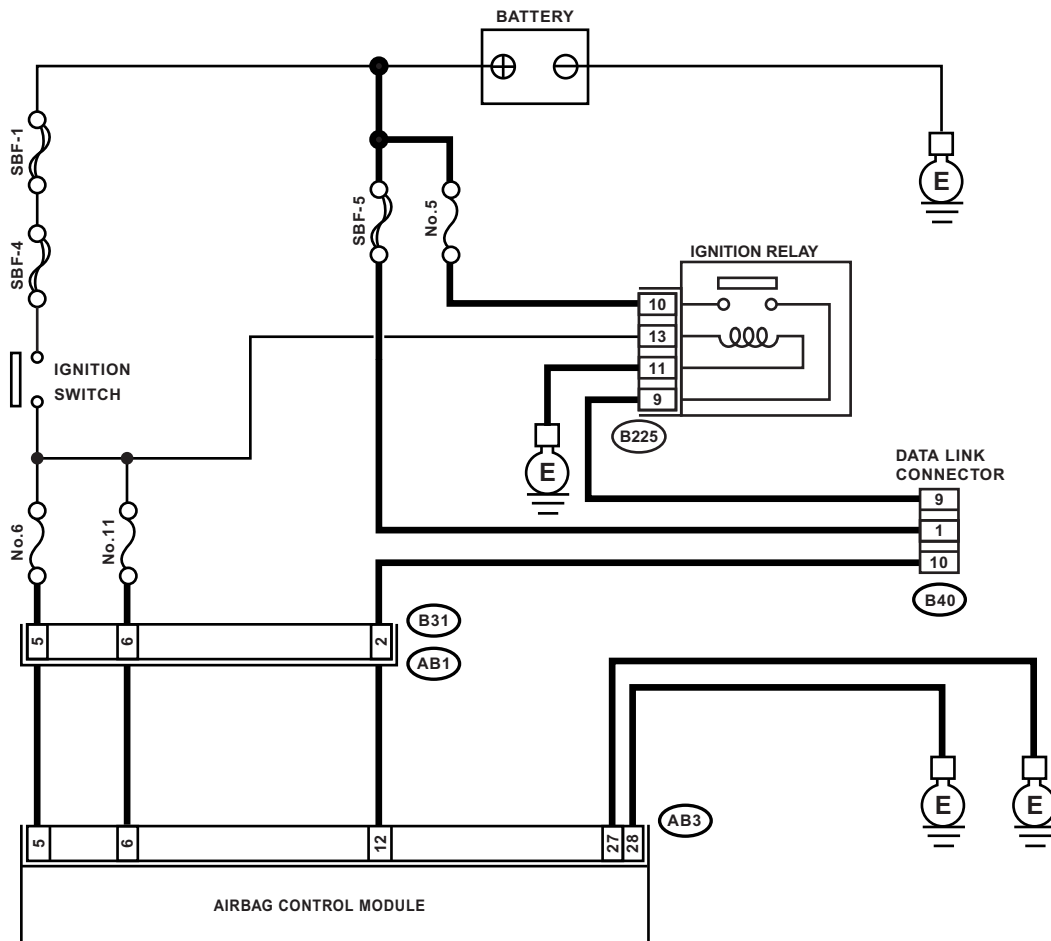 BATTERY
SBF-1
E
SBF-5
No.5
SBF-4
IGNITION RELAY
10
13
11
9
IGNITION
SWITCH
B225
E
DATA LINK
CONNECTOR
9
1
10
No.6
No.11
B40
B31
5
6
2
AB1
E
E
AB3
5
6
12
27
28
AIRBAG CONTROL MODULE